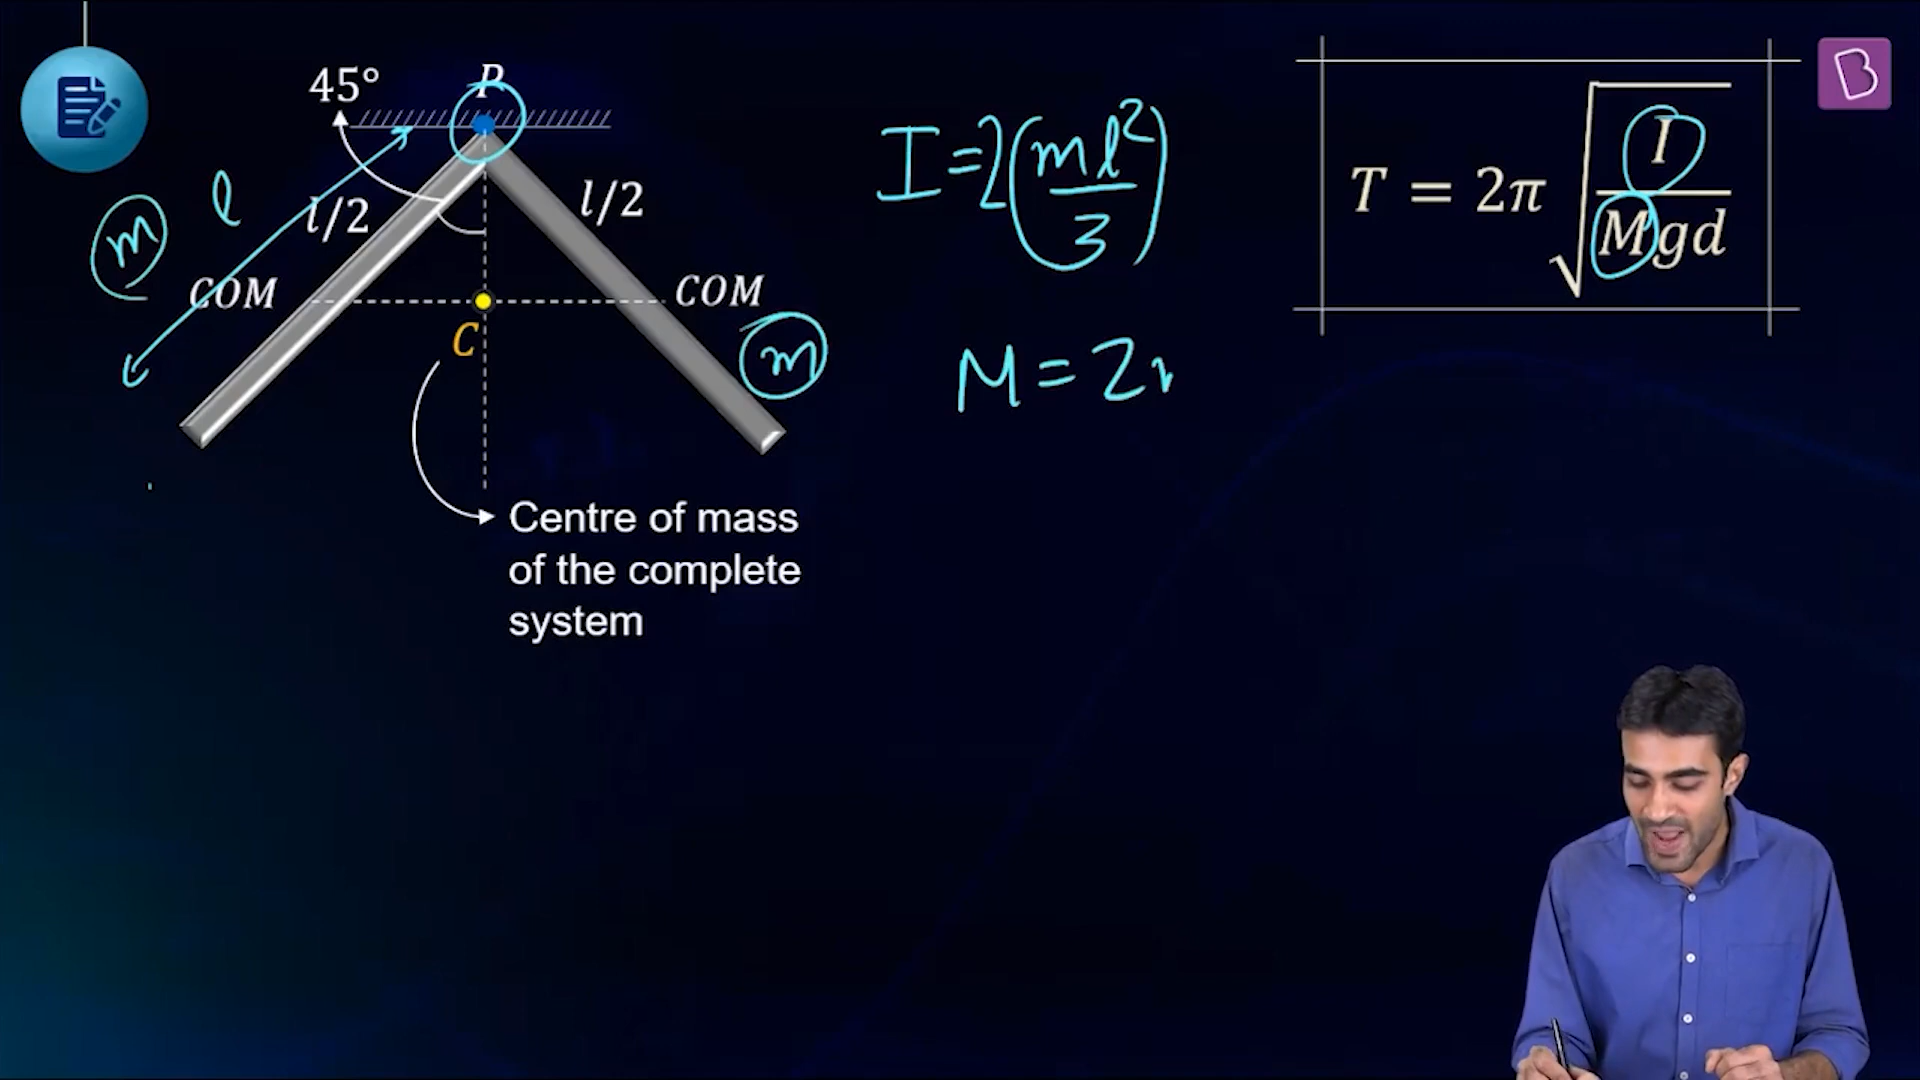 45°
P
l
l/2
l/2
m
COM
COM
C
m
Centre of mass
of the complete
system
I = 2(ml²/3)
M = 2
T = 2π√(I/Mgd)
B